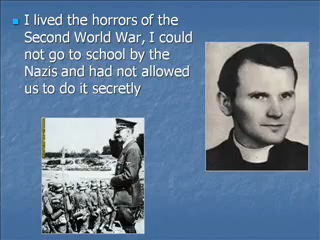 I lived the horrors of the
Second World War, I could
not go to school by the
Nazis and had not allowed
us to do it secretly